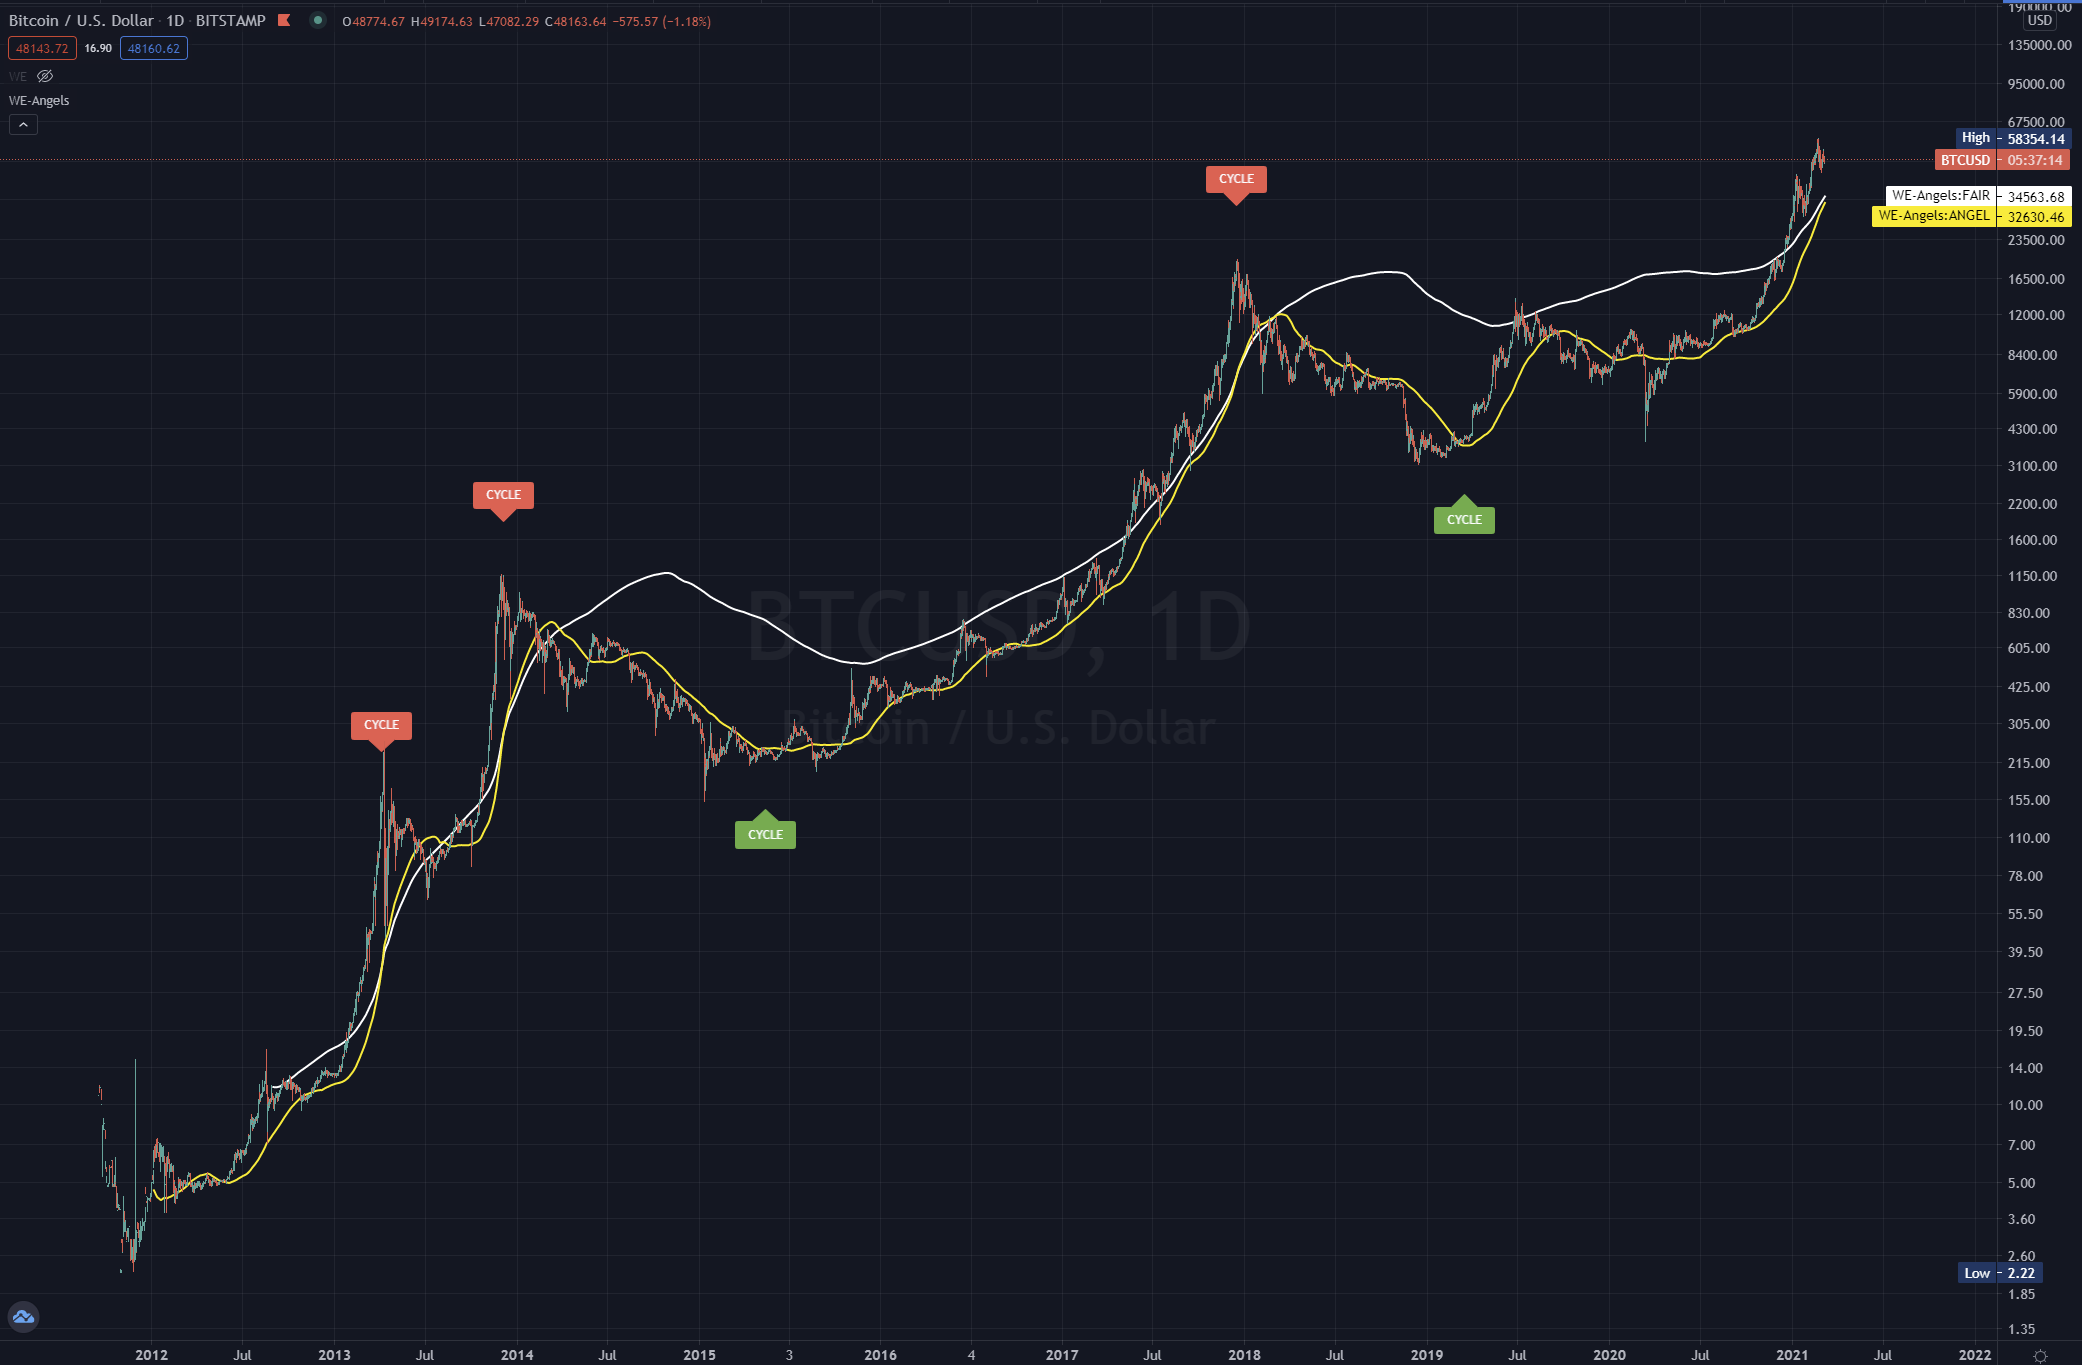 Bitcoin / U.S. Dollar · 1D · BITSTAMP O48774.67 H49174.63 L47082.29 C48163.64 −575.57 (−1.18%)
48143.72 16.90 48160.62
WE
WE-Angels
190000.00
USD
135000.00
95000.00
67500.00
High 58354.14
BTCUSD 05:37:14
WE-Angels:FAIR 34563.68
WE-Angels:ANGEL 32630.46
23500.00
16500.00
12000.00
8400.00
5900.00
4300.00
3100.00
2200.00
1600.00
1150.00
830.00
605.00
425.00
305.00
215.00
155.00
110.00
78.00
55.50
39.50
27.50
19.50
14.00
10.00
7.00
5.00
3.60
2.60
Low 2.22
1.85
1.35
CYCLE
CYCLE
CYCLE
CYCLE
CYCLE
BTCUSD, 1D
Bitcoin / U.S. Dollar
2012 Jul 2013 Jul 2014 Jul 2015 3 2016 4 2017 Jul 2018 Jul 2019 Jul 2020 Jul 2021 Jul 2022